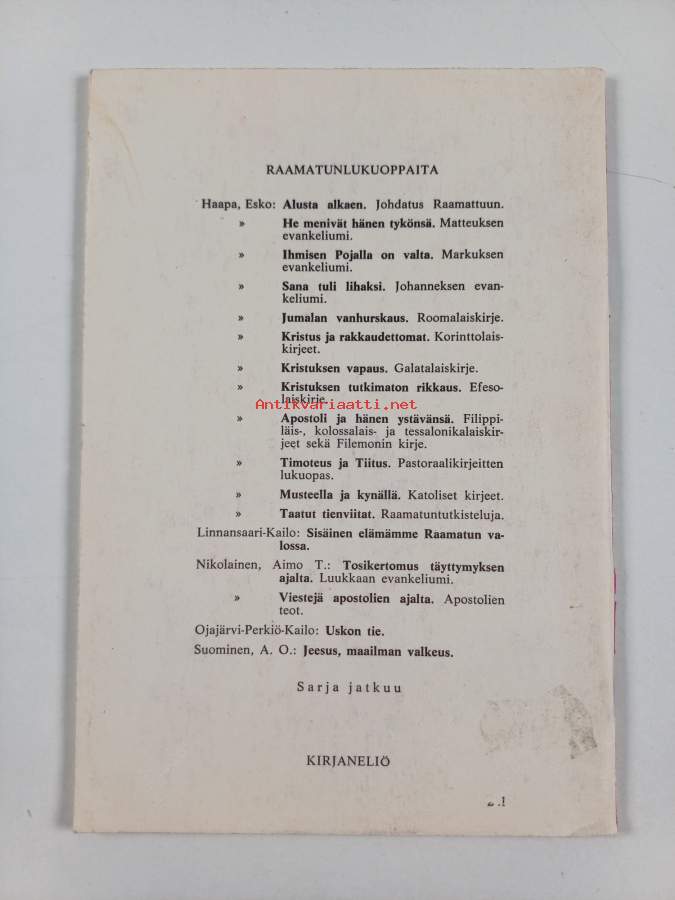 RAAMATUNLUKUOPPAITA
Haapa, Esko: Alusta alkaen. Johdatus Raamattuun.
» He menivät hänen tykönsä. Matteuksen
evankeliumi.
» Ihmisen Pojalla on valta. Markuksen
evankeliumi.
» Sana tuli lihaksi. Johanneksen evan-
keliumi.
» Jumalan vanhurskaus. Roomalaiskirje.
» Kristus ja rakkaudettomat. Korinttolais-
kirjeet.
» Kristuksen vapaus. Galatalaiskirje.
» Kristuksen tutkimaton rikkaus. Efeso-
laiskirje.
Antikvariaatti.net
» Apostoli ja hänen ystävänsä. Filippi-
läis-, kolossalais- ja tessalonikalaiskir-
jeet sekä Filemonin kirje.
» Timoteus ja Tiitus. Pastoraalikirjeitten
lukuopas.
» Musteella ja kynällä. Katoliset kirjeet.
» Taatut tienviitat. Raamatuntutkisteluja.
Linnansaari-Kailo: Sisäinen elämämme Raamatun va-
lossa.
Nikolainen, Aimo T.: Tosikertomus täyttymyksen
ajalta. Luukkaan evankeliumi.
» Viestejä apostolien ajalta. Apostolien
teot.
Ojajärvi-Perkiö-Kailo: Uskon tie.
Suominen, A. O.: Jeesus, maailman valkeus.
Sarja jatkuu
KIRJANELIÖ